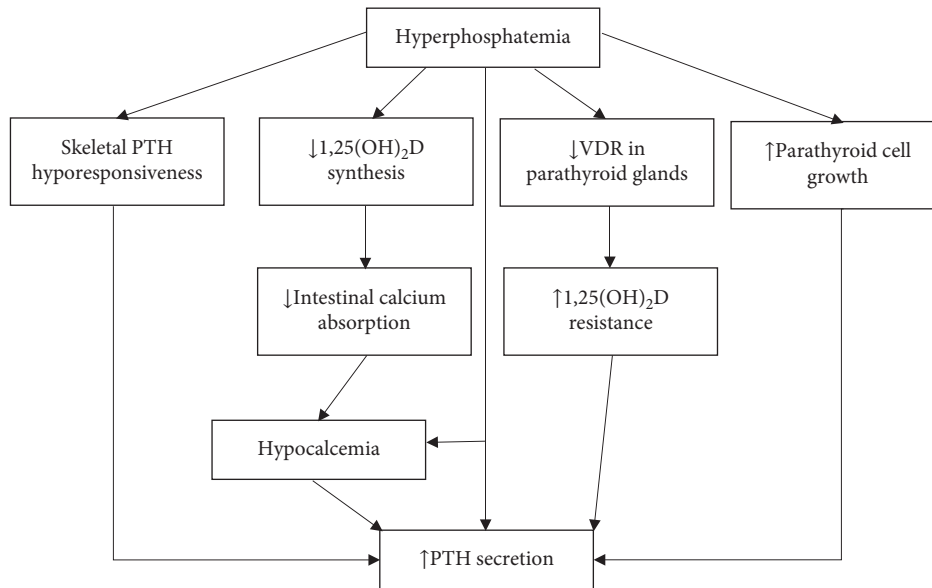 Hyperphosphatemia
Skeletal PTH
hyporesponsiveness
↓1,25(OH)₂D
synthesis
↓VDR in
parathyroid glands
↑Parathyroid cell
growth
↓Intestinal calcium
absorption
↑1,25(OH)₂D
resistance
Hypocalcemia
↑PTH secretion